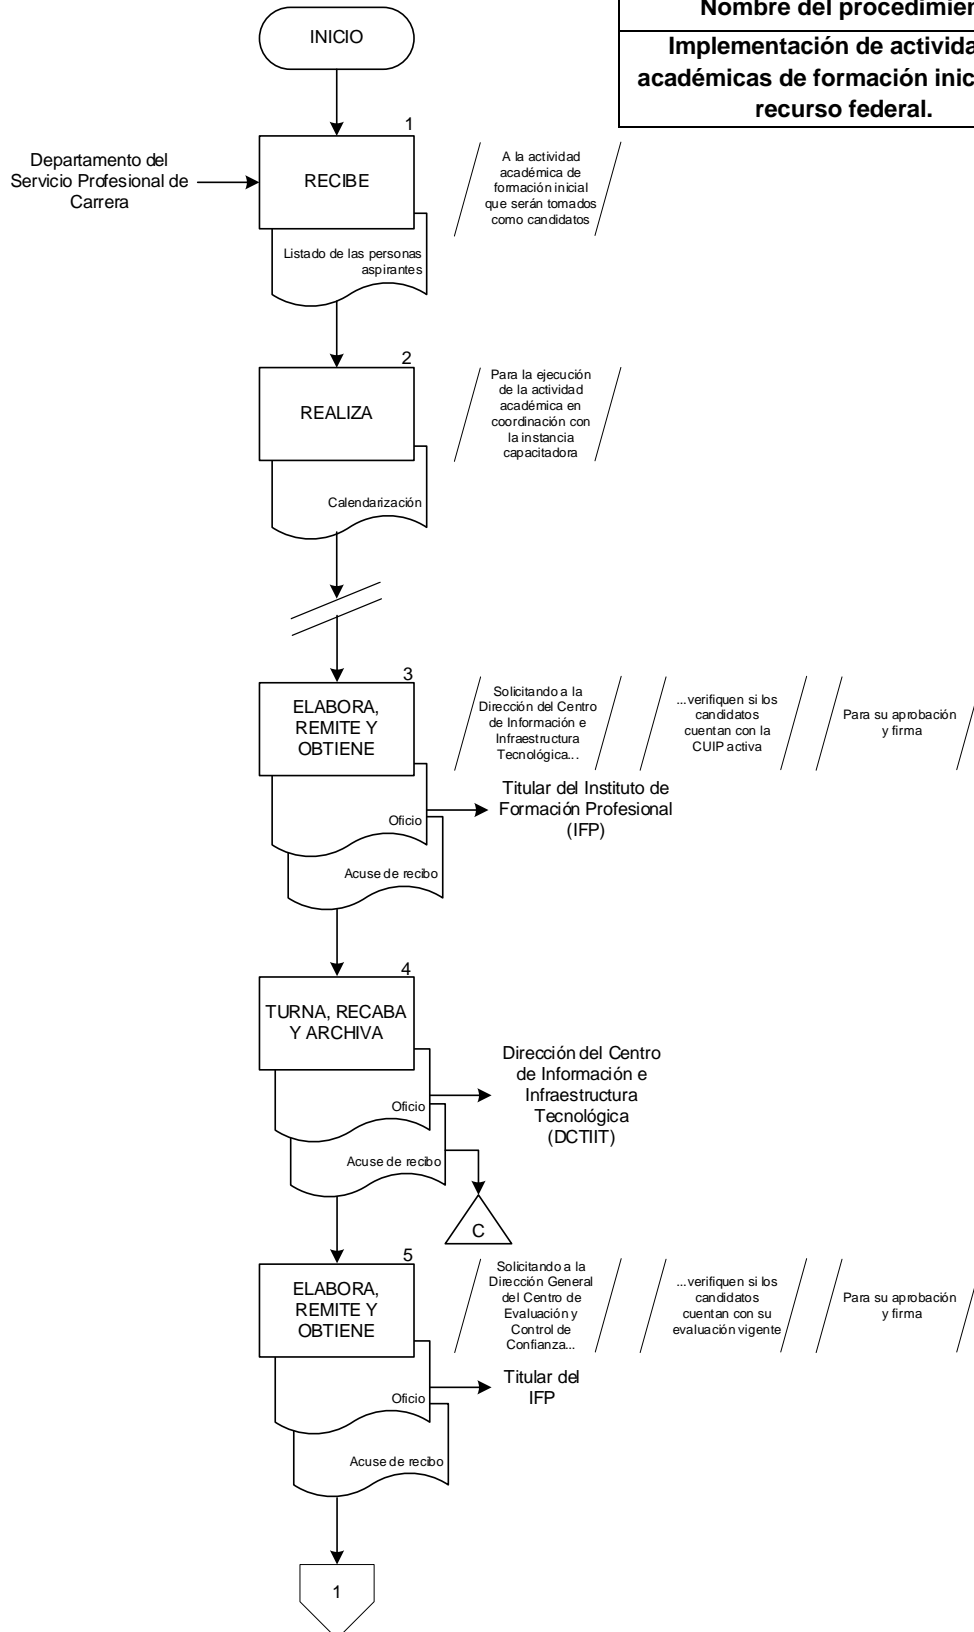 Nombre del procedimien
Implementación de activida
académicas de formación inic
recurso federal.
INICIO
1
Departamento del
Servicio Profesional de
Carrera
RECIBE
A la actividad
académica de
formación inicial
que serán tomados
como candidatos
Listado de las personas
aspirantes
2
REALIZA
Para la ejecución
de la actividad
académica en
coordinación con
la instancia
capacitadora
Calendarización
3
ELABORA,
REMITE Y
OBTIENE
Solicitando a la
Dirección del Centro
de Información e
Infraestructura
Tecnológica...
...verifiquen si los
candidatos
cuentan con la
CUIP activa
Para su aprobación
y firma
Oficio
Titular del Instituto de
Formación Profesional
(IFP)
Acuse de recibo
4
TURNA, RECABA
Y ARCHIVA
Oficio
Dirección del Centro
de Información e
Infraestructura
Tecnológica
(DCTIIT)
Acuse de recibo
C
5
ELABORA,
REMITE Y
OBTIENE
Solicitando a la
Dirección General
del Centro de
Evaluación y
Control de
Confianza...
...verifiquen si los
candidatos
cuentan con su
evaluación vigente
Para su aprobación
y firma
Oficio
Titular del
IFP
Acuse de recibo
1